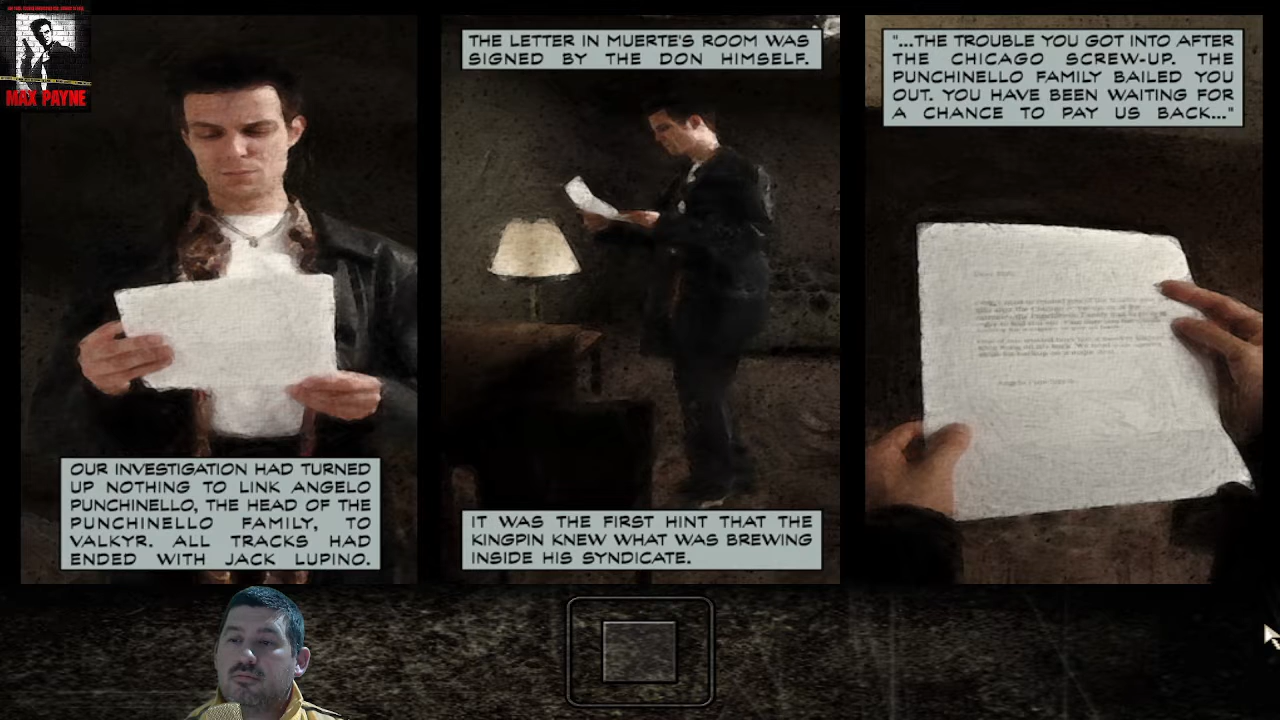 MAX PAYNE
OUR INVESTIGATION HAD TURNED
UP NOTHING TO LINK ANGELO
PUNCHINELLO, THE HEAD OF THE
PUNCHINELLO FAMILY, TO
VALKYR. ALL TRACKS HAD
ENDED WITH JACK LUPINO.
THE LETTER IN MUERTE'S ROOM WAS
SIGNED BY THE DON HIMSELF.
IT WAS THE FIRST HINT THAT THE
KINGPIN KNEW WHAT WAS BREWING
INSIDE HIS SYNDICATE.
"...THE TROUBLE YOU GOT INTO AFTER
THE CHICAGO SCREW-UP. THE
PUNCHINELLO FAMILY BAILED YOU
OUT. YOU HAVE BEEN WAITING FOR
A CHANCE TO PAY US BACK..."